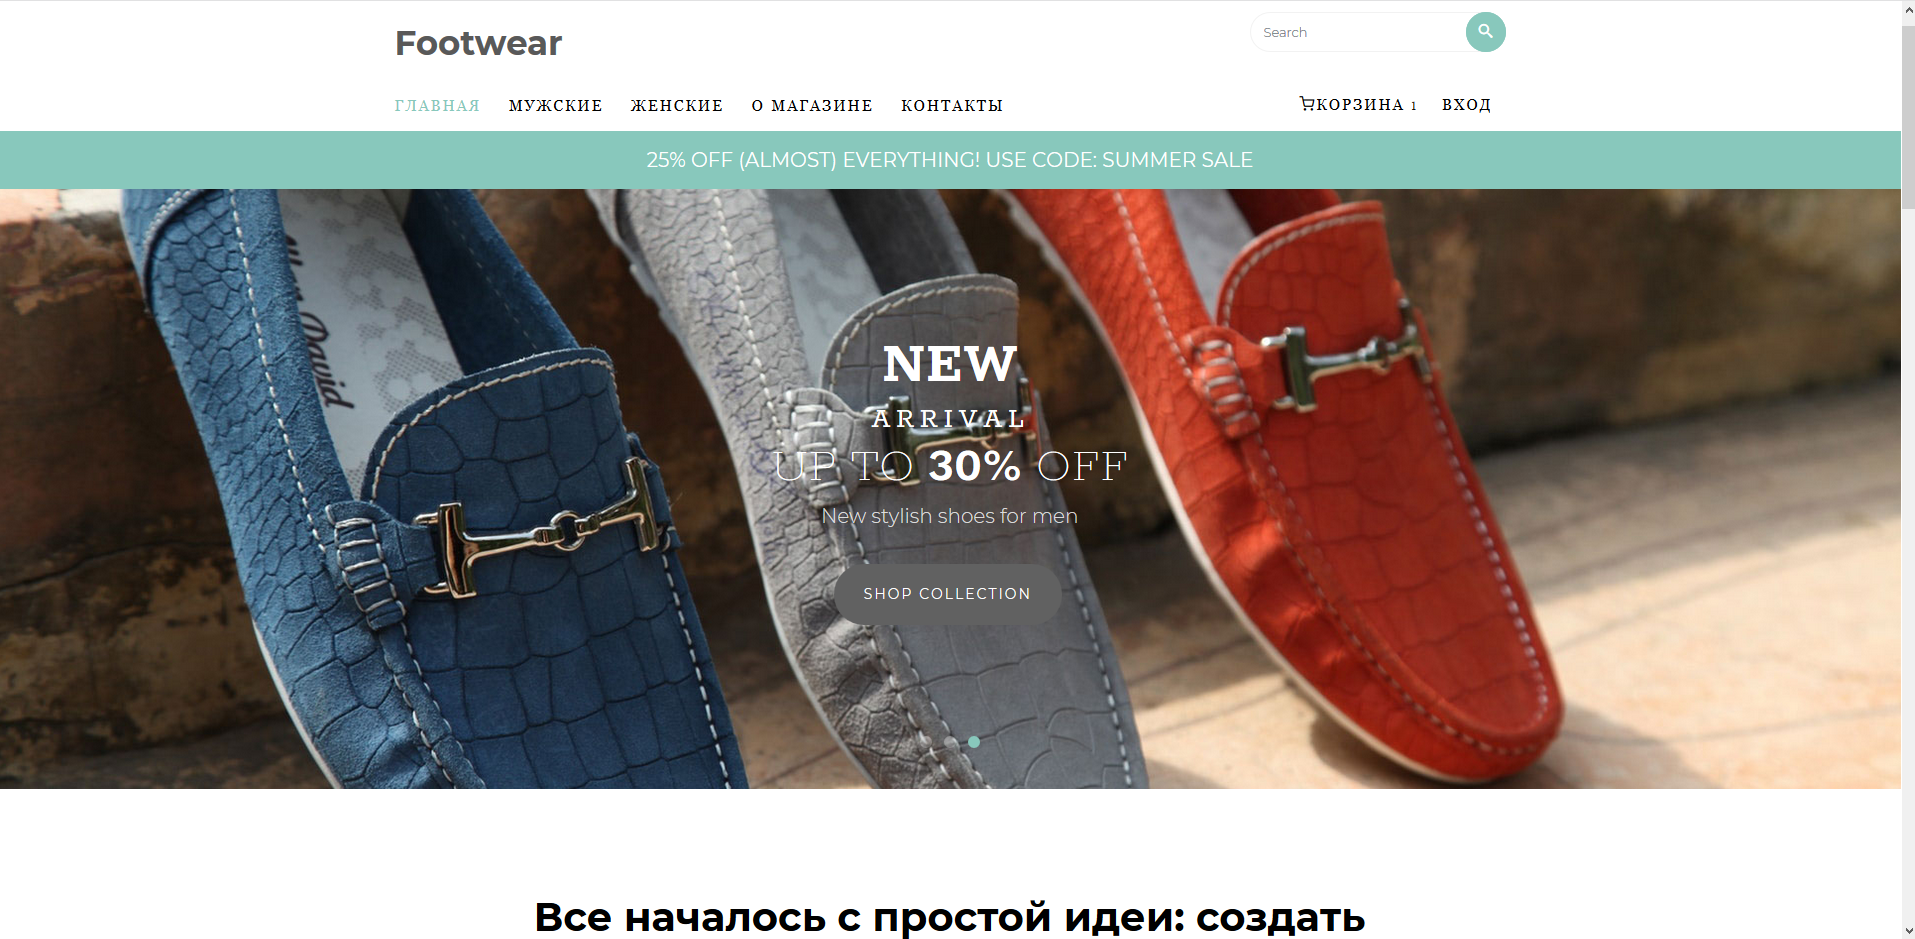 Footwear
Search
ГЛАВНАЯ МУЖСКИЕ ЖЕНСКИЕ О МАГАЗИНЕ КОНТАКТЫ КОРЗИНА 1 ВХОД
25% OFF (ALMOST) EVERYTHING! USE CODE: SUMMER SALE
David
NEW
ARRIVAL
UP TO 30% OFF
New stylish shoes for men
SHOP COLLECTION
Все началось с простой идеи: создать